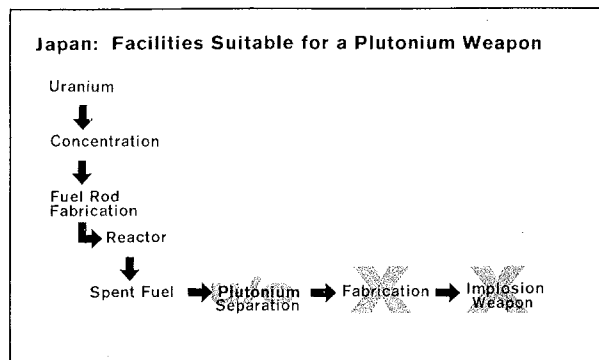 Japan: Facilities Suitable for a Plutonium Weapon
Uranium
Concentration
Fuel Rod
Fabrication
Reactor
Spent Fuel
Plutonium
Separation
Fabrication
Implosion
Weapon
X
X